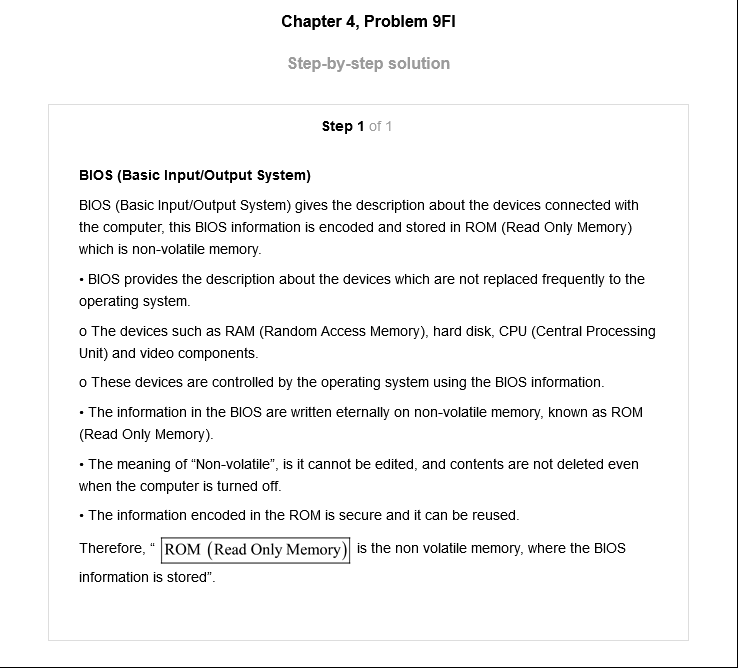 Chapter 4, Problem 9FI
Step-by-step solution
Step 1 of 1
BIOS (Basic Input/Output System)
BIOS (Basic Input/Output System) gives the description about the devices connected with
the computer, this BIOS information is encoded and stored in ROM (Read Only Memory)
which is non-volatile memory.
• BIOS provides the description about the devices which are not replaced frequently to the
operating system.
o The devices such as RAM (Random Access Memory), hard disk, CPU (Central Processing
Unit) and video components.
o These devices are controlled by the operating system using the BIOS information.
• The information in the BIOS are written eternally on non-volatile memory, known as ROM
(Read Only Memory).
• The meaning of “Non-volatile”, is it cannot be edited, and contents are not deleted even
when the computer is turned off.
• The information encoded in the ROM is secure and it can be reused.
Therefore, “ ROM (Read Only Memory) is the non volatile memory, where the BIOS
information is stored”.